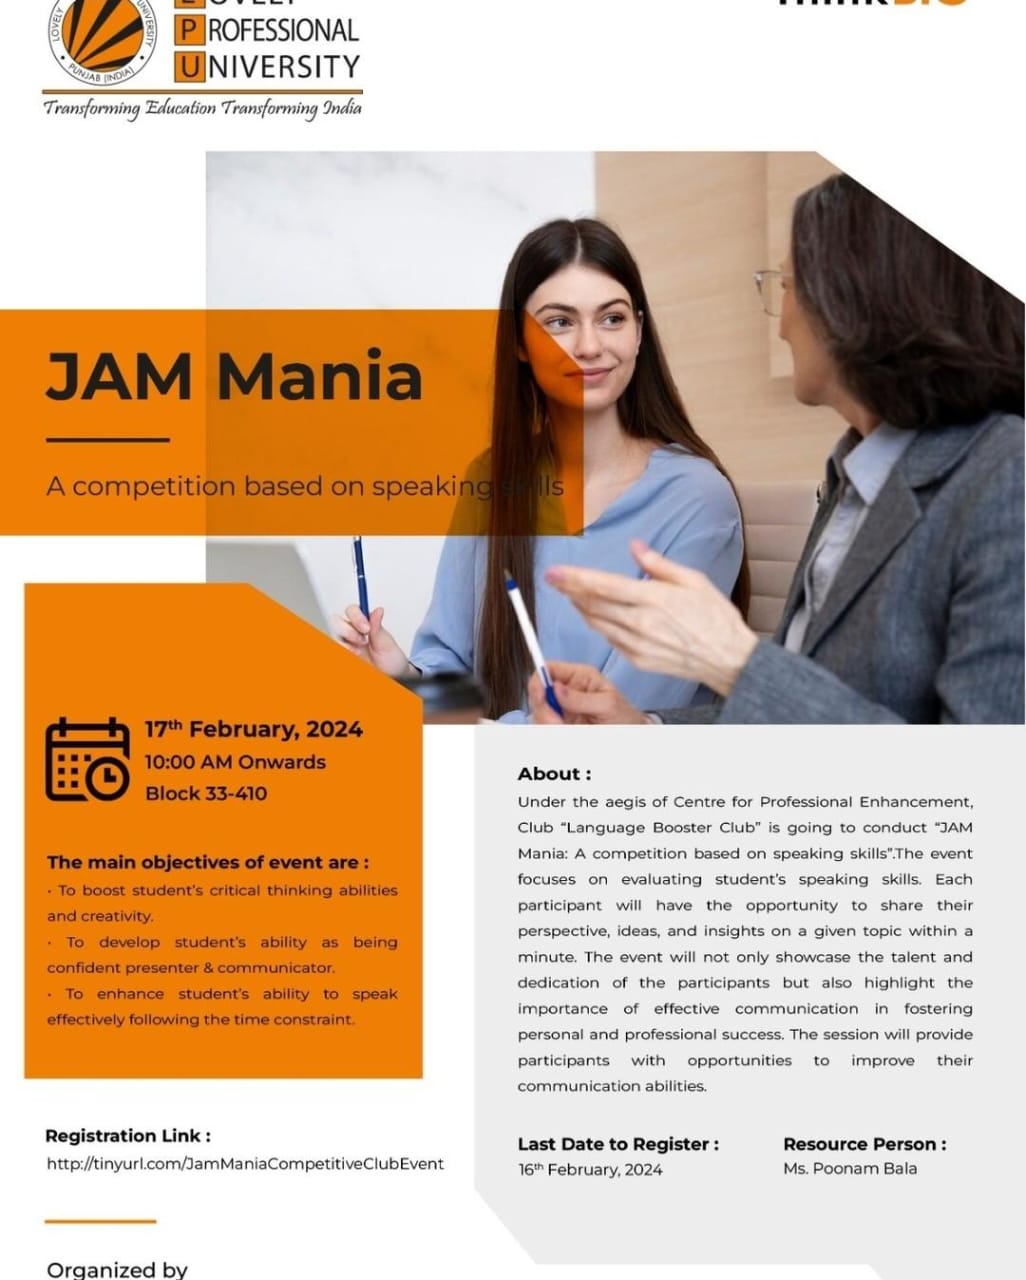 LOVELY
PROFESSIONAL
UNIVERSITY
LOVELY
UNIVERSITY
PUNJAB (INDIA)
Transforming Education Transforming India
JAM Mania
A competition based on speaking skills
17th February, 2024
10:00 AM Onwards
Block 33-410
The main objectives of event are :
· To boost student's critical thinking abilities
and creativity.
· To develop student's ability as being
confident presenter & communicator.
· To enhance student's ability to speak
effectively following the time constraint.
Registration Link :
http://tinyurl.com/JamManiaCompetitiveClubEvent
Organized by
About :
Under the aegis of Centre for Professional Enhancement,
Club “Language Booster Club” is going to conduct “JAM
Mania: A competition based on speaking skills”.The event
focuses on evaluating student's speaking skills. Each
participant will have the opportunity to share their
perspective, ideas, and insights on a given topic within a
minute. The event will not only showcase the talent and
dedication of the participants but also highlight the
importance of effective communication in fostering
personal and professional success. The session will provide
participants with opportunities to improve their
communication abilities.
Last Date to Register :
16th February, 2024
Resource Person :
Ms. Poonam Bala